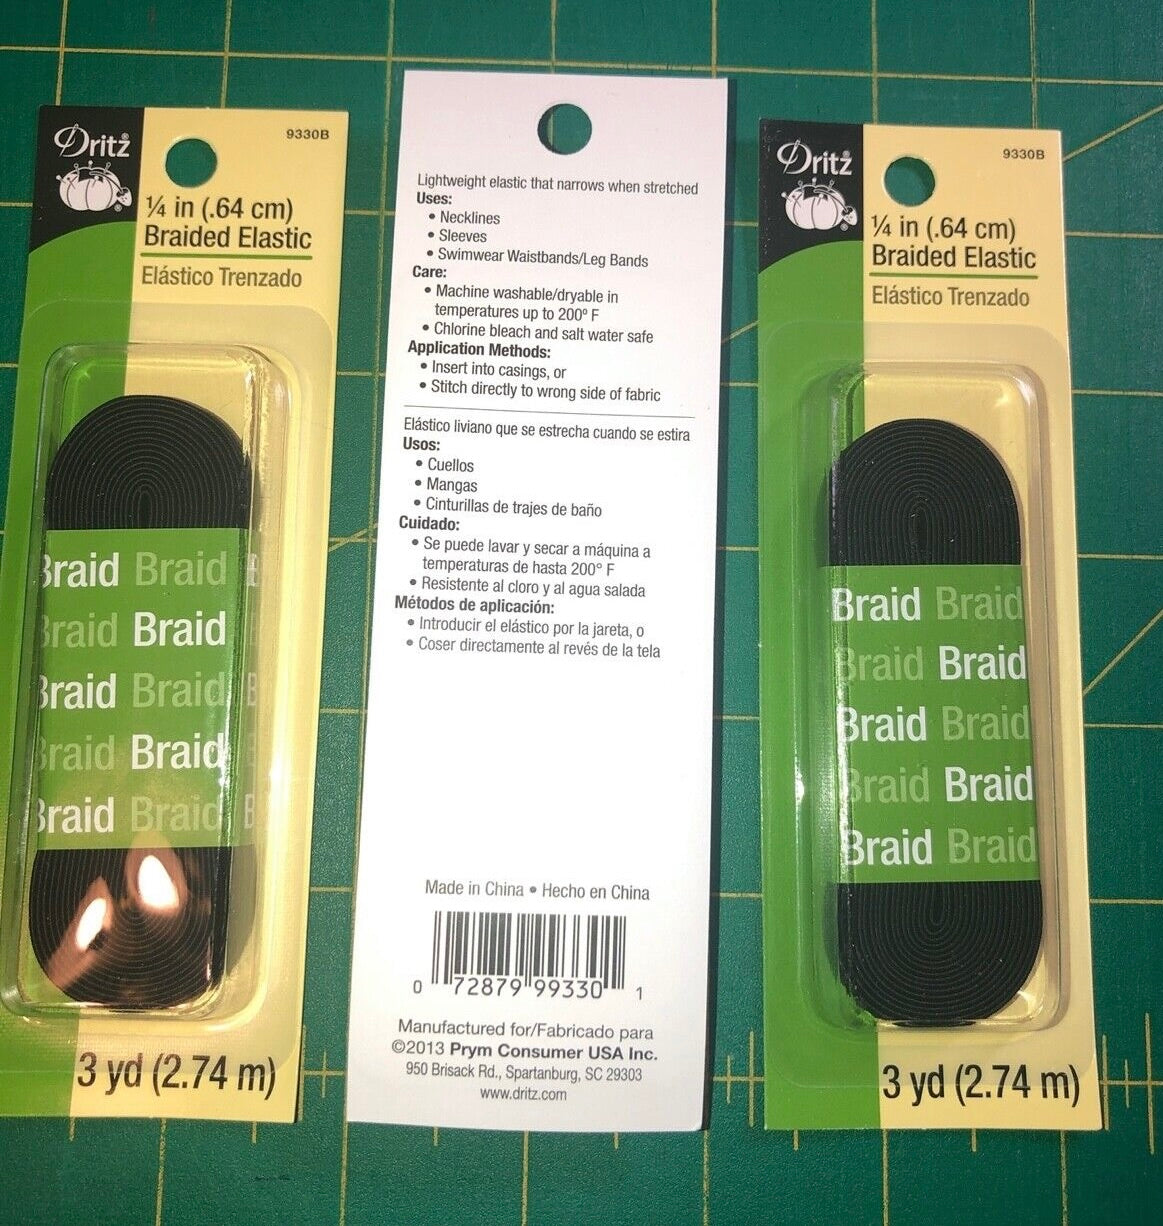 Dritz®
9330B
¼ in (.64 cm)
Braided Elastic
Elástico Trenzado
Braid Braid
Braid Braid
Braid Braid
Braid Braid
Braid Braid
3 yd (2.74 m)
Lightweight elastic that narrows when stretched
Uses:
• Necklines
• Sleeves
• Swimwear Waistbands/Leg Bands
Care:
• Machine washable/dryable in
temperatures up to 200º F
• Chlorine bleach and salt water safe
Application Methods:
• Insert into casings, or
• Stitch directly to wrong side of fabric
Elástico liviano que se estrecha cuando se estira
Usos:
• Cuellos
• Mangas
• Cinturillas de trajes de baño
Cuidado:
• Se puede lavar y secar a máquina a
temperaturas de hasta 200° F
• Resistente al cloro y al agua salada
Métodos de aplicación:
• Introducir el elástico por la jareta, o
• Coser directamente al revés de la tela
Made in China • Hecho en China
0 72879 99330 1
Manufactured for/Fabricado para
©2013 Prym Consumer USA Inc.
950 Brisack Rd., Spartanburg, SC 29303
www.dritz.com
Dritz®
9330B
¼ in (.64 cm)
Braided Elastic
Elástico Trenzado
Braid Braid
Braid Braid
Braid Braid
Braid Braid
Braid Braid
3 yd (2.74 m)